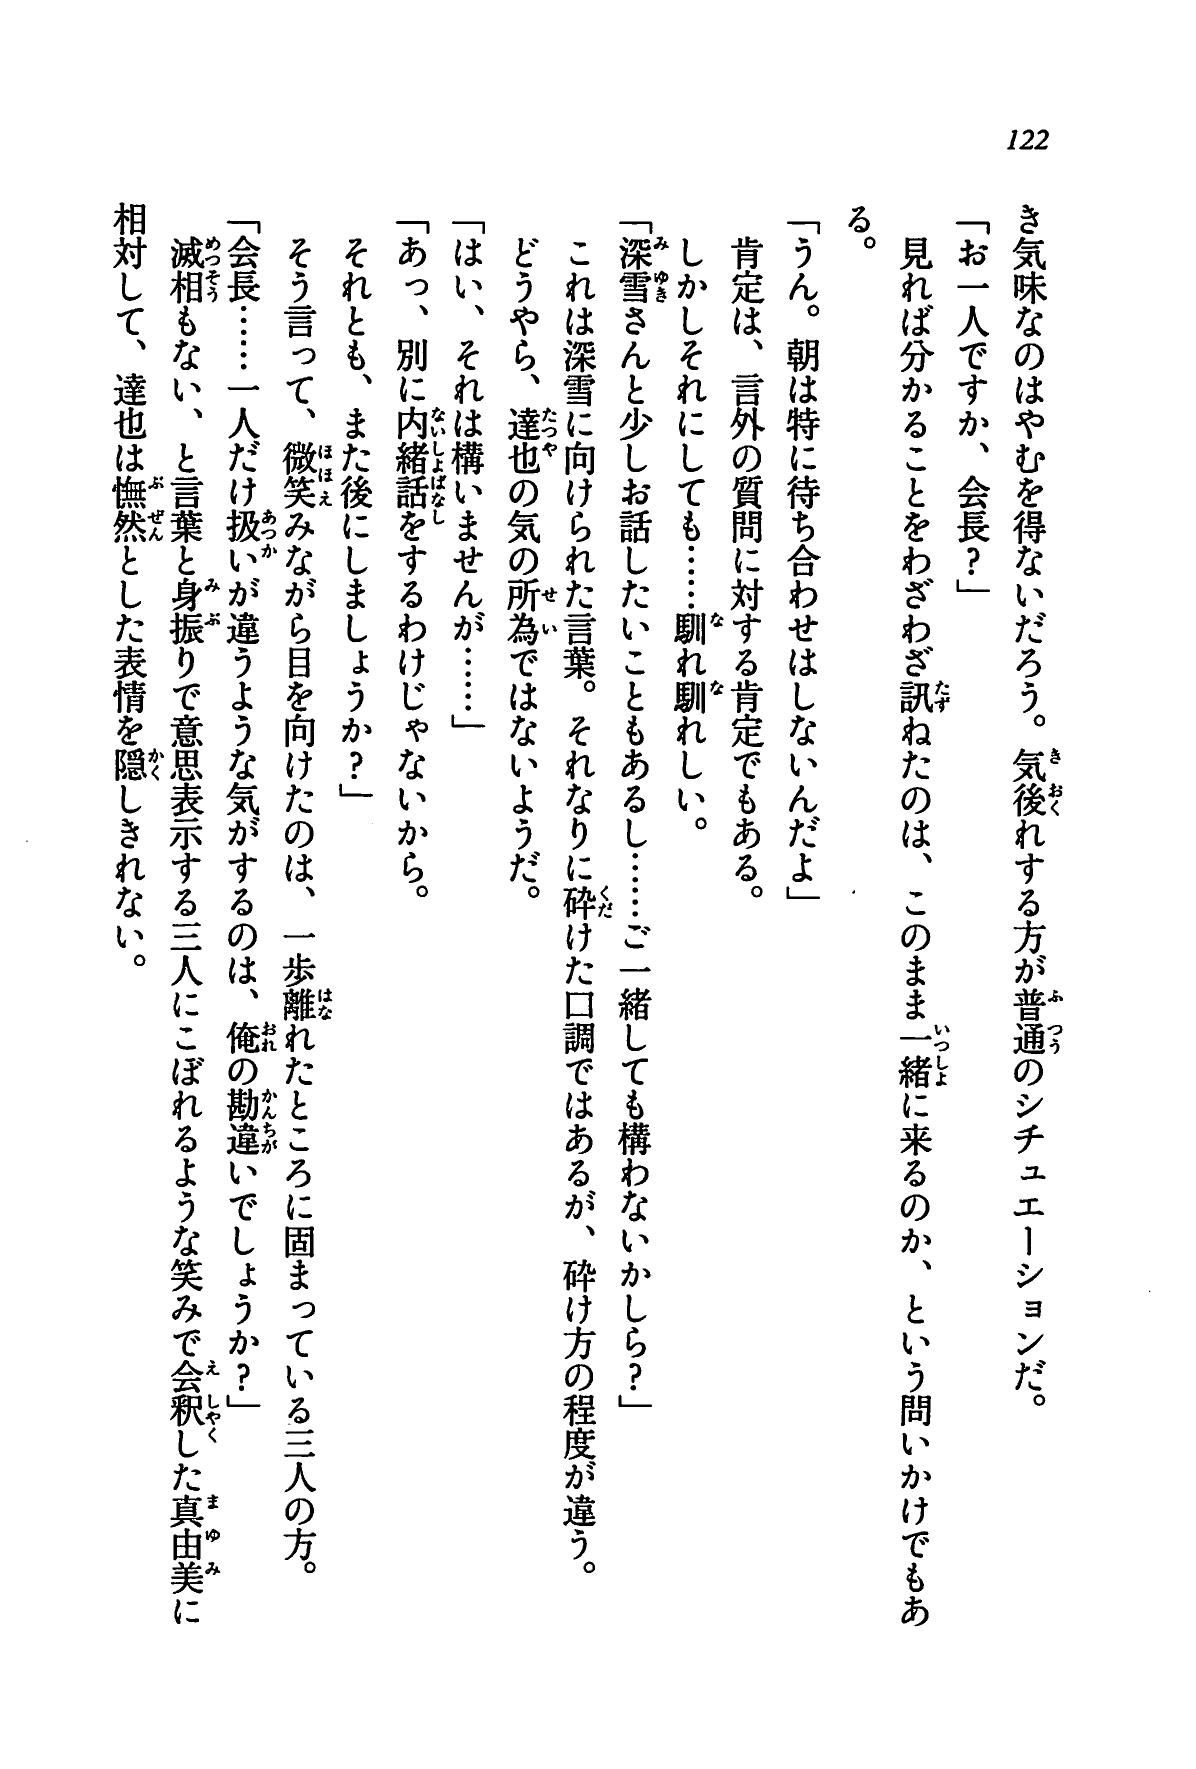 122
き気味なのはやむを得ないだろう。気後れする方が普通のシチュエーションだ。
「お一人ですか、会長？」
見れば分かることをわざわざ訊ねたのは、このまま一緒に来るのか、という問いかけでもあ
る。
「うん。朝は特に待ち合わせはしないんだよ」
肯定は、言外の質問に対する肯定でもある。
しかしそれにしても……馴れ馴れしい。
「深雪さんと少しお話したいこともあるし……ご一緒しても構わないかしら？」
これは深雪に向けられた言葉。それなりに砕けた口調ではあるが、砕け方の程度が違う。
どうやら、達也の気の所為ではないようだ。
「はい、それは構いませんが……」
「あっ、別に内緒話をするわけじゃないから。
それとも、また後にしましょうか？」
そう言って、微笑みながら目を向けたのは、一歩離れたところに固まっている三人の方。
「会長……一人だけ扱いが違うような気がするのは、俺の勘違いでしょうか？」
滅相もない、と言葉と身振りで意思表示する三人にこぼれるような笑みで会釈した真由美に
相対して、達也は憮然とした表情を隠しきれない。